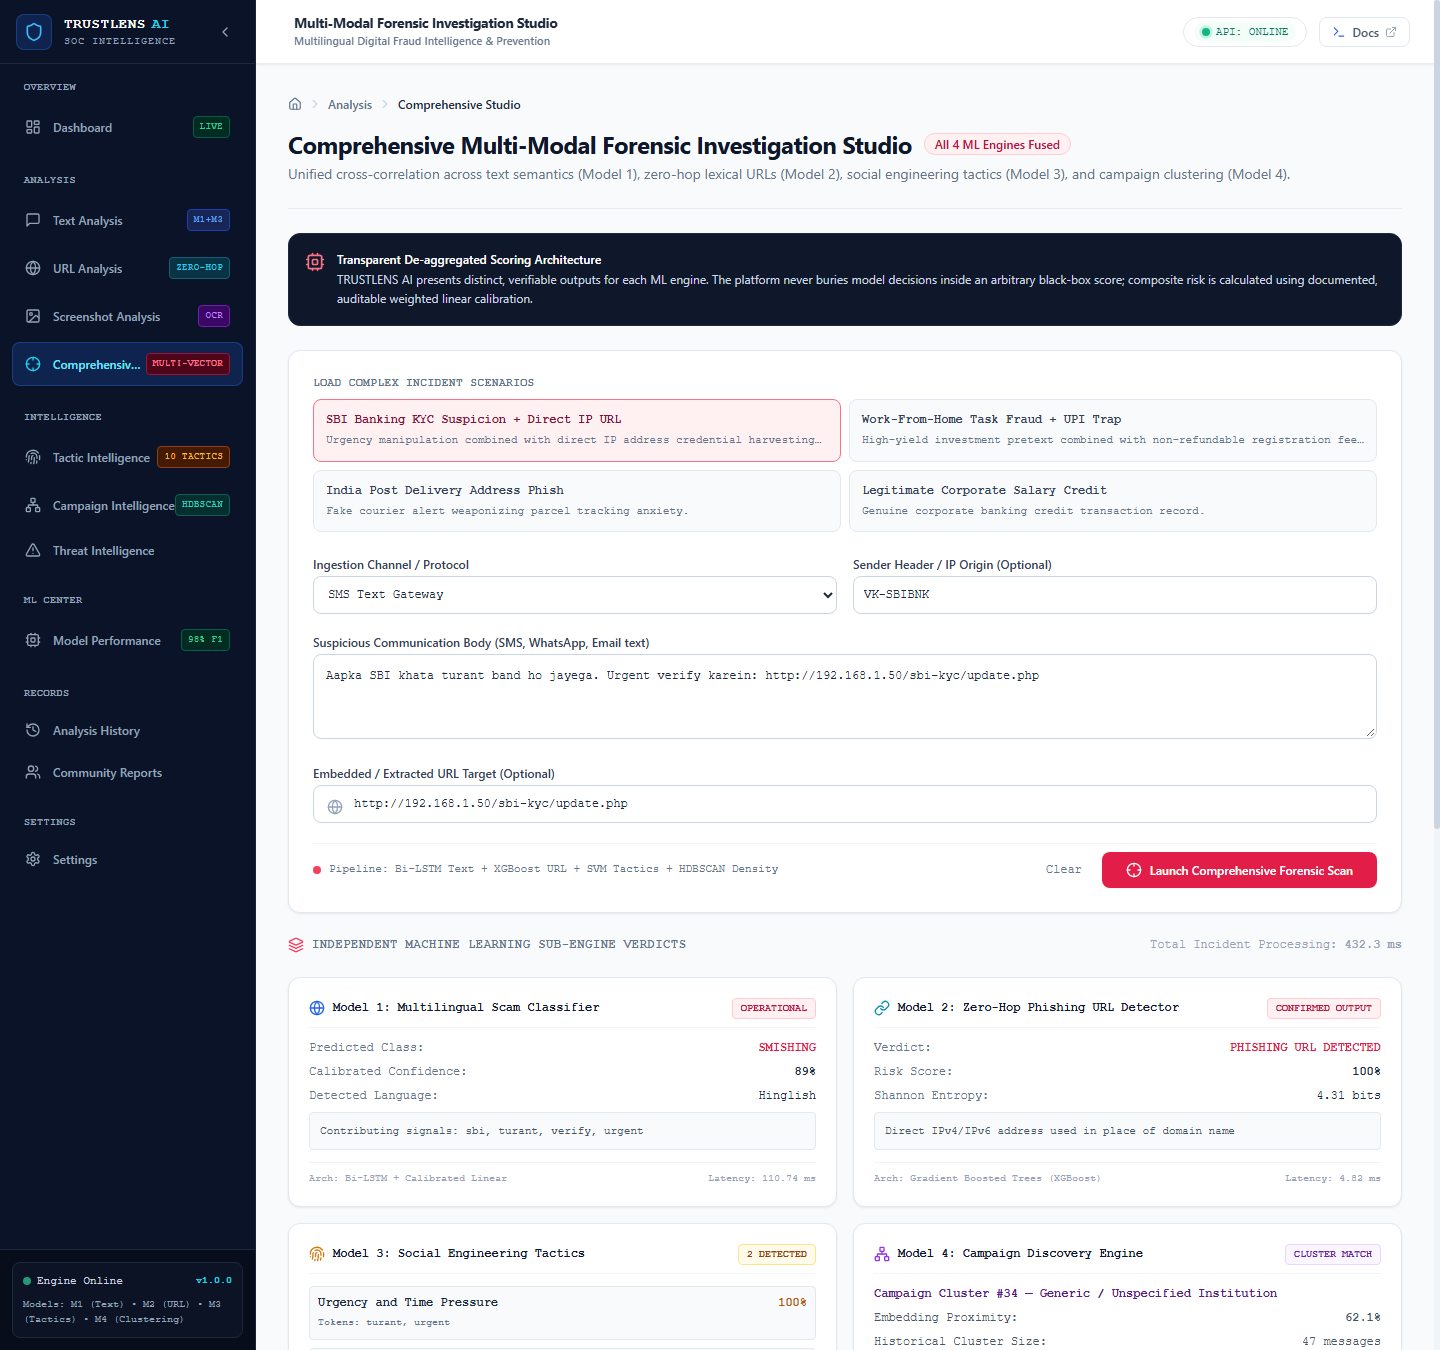 TRUSTLENS AI
SOC INTELLIGENCE
OVERVIEW
Dashboard
LIVE
ANALYSIS
Text Analysis
M1+M3
URL Analysis
ZERO-HOP
Screenshot Analysis
OCR
Comprehensiv...
MULTI-VECTOR
INTELLIGENCE
Tactic Intelligence
10 TACTICS
Campaign Intelligence
HDBSCAN
Threat Intelligence
ML CENTER
Model Performance
98% F1
RECORDS
Analysis History
Community Reports
SETTINGS
Settings
Engine Online
v1.0.0
Models: M1 (Text) • M2 (URL) • M3
(Tactics) • M4 (Clustering)
Multi-Modal Forensic Investigation Studio
Multilingual Digital Fraud Intelligence & Prevention
API: ONLINE
Docs
Analysis
Comprehensive Studio
Comprehensive Multi-Modal Forensic Investigation Studio
All 4 ML Engines Fused
Unified cross-correlation across text semantics (Model 1), zero-hop lexical URLs (Model 2), social engineering tactics (Model 3), and campaign clustering (Model 4).
Transparent De-aggregated Scoring Architecture
TRUSTLENS AI presents distinct, verifiable outputs for each ML engine. The platform never buries model decisions inside an arbitrary black-box score; composite risk is calculated using documented,
auditable weighted linear calibration.
LOAD COMPLEX INCIDENT SCENARIOS
SBI Banking KYC Suspicion + Direct IP URL
Urgency manipulation combined with direct IP address credential harvesting…
Work-From-Home Task Fraud + UPI Trap
High-yield investment pretext combined with non-refundable registration fee…
India Post Delivery Address Phish
Fake courier alert weaponizing parcel tracking anxiety.
Legitimate Corporate Salary Credit
Genuine corporate banking credit transaction record.
Ingestion Channel / Protocol
SMS Text Gateway
Sender Header / IP Origin (Optional)
VK-SBIBNK
Suspicious Communication Body (SMS, WhatsApp, Email text)
Aapka SBI khata turant band ho jayega. Urgent verify karein: http://192.168.1.50/sbi-kyc/update.php
Embedded / Extracted URL Target (Optional)
http://192.168.1.50/sbi-kyc/update.php
Pipeline: Bi-LSTM Text + XGBoost URL + SVM Tactics + HDBSCAN Density
Clear
Launch Comprehensive Forensic Scan
INDEPENDENT MACHINE LEARNING SUB-ENGINE VERDICTS
Total Incident Processing: 432.3 ms
Model 1: Multilingual Scam Classifier
OPERATIONAL
Predicted Class:
SMISHING
Calibrated Confidence:
89%
Detected Language:
Hinglish
Contributing signals: sbi, turant, verify, urgent
Arch: Bi-LSTM + Calibrated Linear
Latency: 110.74 ms
Model 2: Zero-Hop Phishing URL Detector
CONFIRMED OUTPUT
Verdict:
PHISHING URL DETECTED
Risk Score:
100%
Shannon Entropy:
4.31 bits
Direct IPv4/IPv6 address used in place of domain name
Arch: Gradient Boosted Trees (XGBoost)
Latency: 4.82 ms
Model 3: Social Engineering Tactics
2 DETECTED
Urgency and Time Pressure
100%
Tokens: turant, urgent
Model 4: Campaign Discovery Engine
CLUSTER MATCH
Campaign Cluster #34 — Generic / Unspecified Institution
Embedding Proximity:
62.1%
Historical Cluster Size:
47 messages